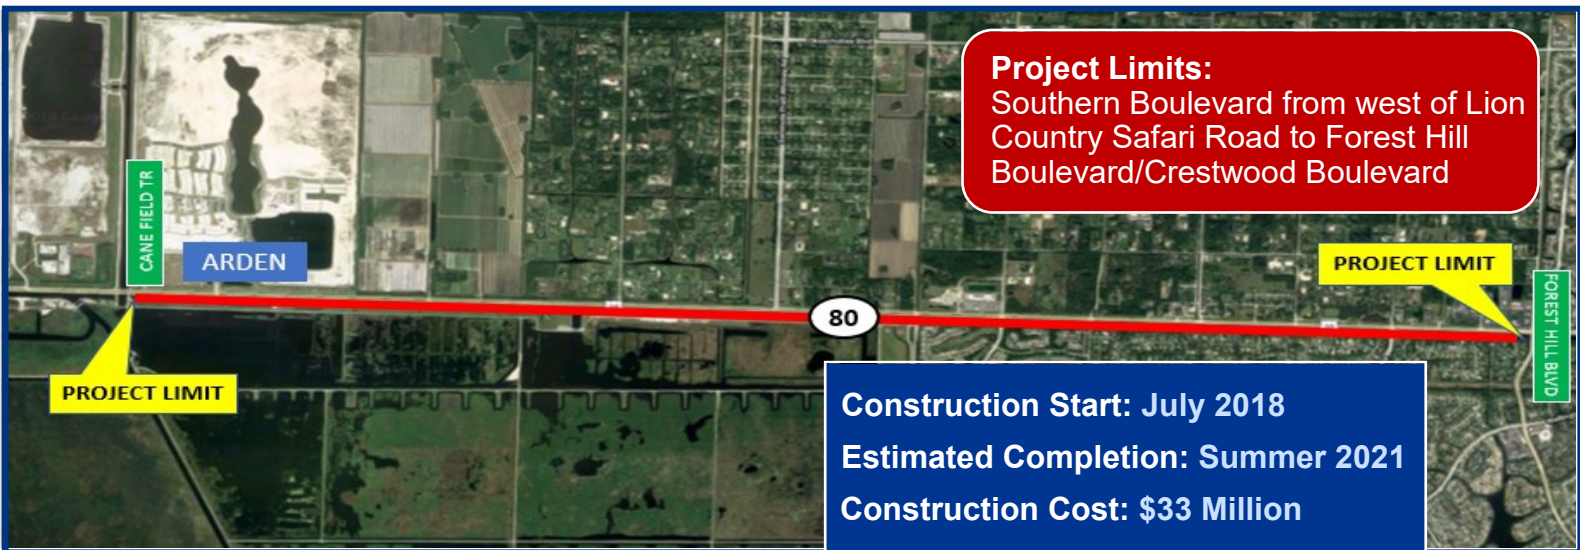 Project Limits:
Southern Boulevard from west of Lion
Country Safari Road to Forest Hill
Boulevard/Crestwood Boulevard
CANE FIELD TR
ARDEN
PROJECT LIMIT
80
PROJECT LIMIT
FOREST HILL BLVD
Construction Start: July 2018
Estimated Completion: Summer 2021
Construction Cost: $33 Million